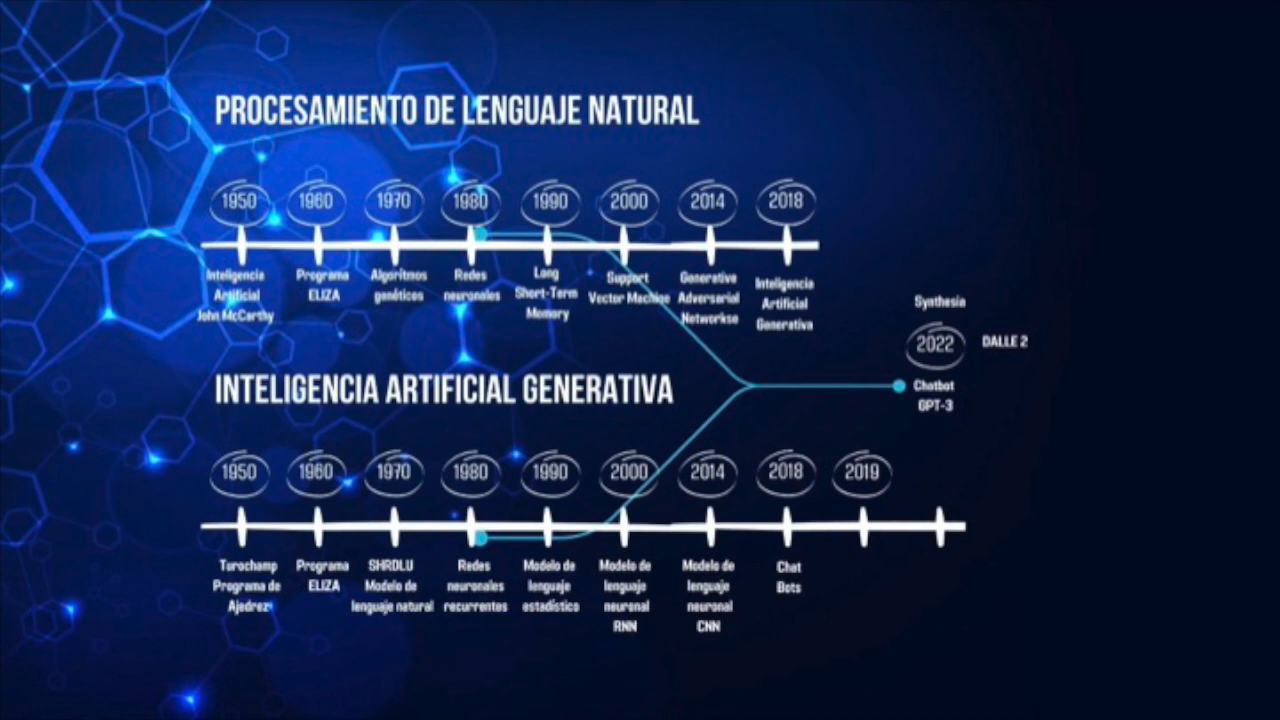 PROCESAMIENTO DE LENGUAJE NATURAL
1950 1960 1970 1980 1990 2000 2014 2018
Inteligencia
Artificial
John McCarthy
Programa
ELIZA
Algoritmos
genéticos
Redes
neuronales
Long
Short-Term
Memory
Support
Vector Machine
Generative
Adversarial
Networkse
Inteligencia
Artificial
Generativa
Synthesia
2022
DALLE 2
Chatbot
GPT-3
INTELIGENCIA ARTIFICIAL GENERATIVA
1950 1960 1970 1980 1990 2000 2014 2018 2019
Turochamp
Programa de
Ajedrez
Programa
ELIZA
SHRDLU
Modelo de
lenguaje natural
Redes
neuronales
recurrentes
Modelo de
lenguaje
estadístico
Modelo de
lenguaje
neuronal
RNN
Modelo de
lenguaje
neuronal
CNN
Chat
Bots